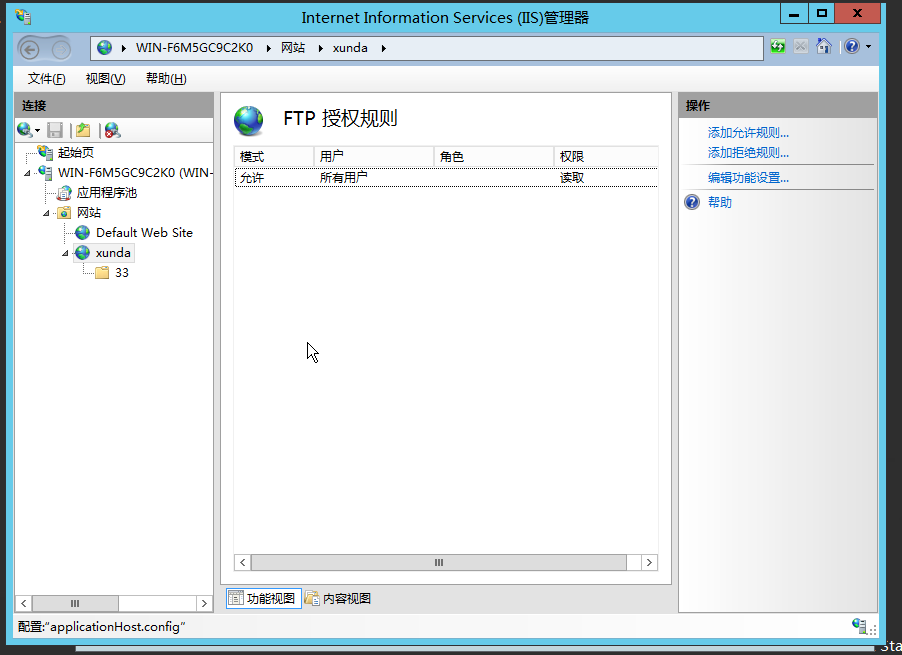 Internet Information Services (IIS)管理器
WIN-F6M5GC9C2K0 网站 xunda
文件(F) 视图(V) 帮助(H)
连接
起始页
WIN-F6M5GC9C2K0 (WIN-
应用程序池
网站
Default Web Site
xunda
33
FTP 授权规则
模式 用户 角色 权限
允许 所有用户 读取
功能视图 内容视图
操作
添加允许规则...
添加拒绝规则...
编辑功能设置...
帮助
配置:“applicationHost.config”
Sta